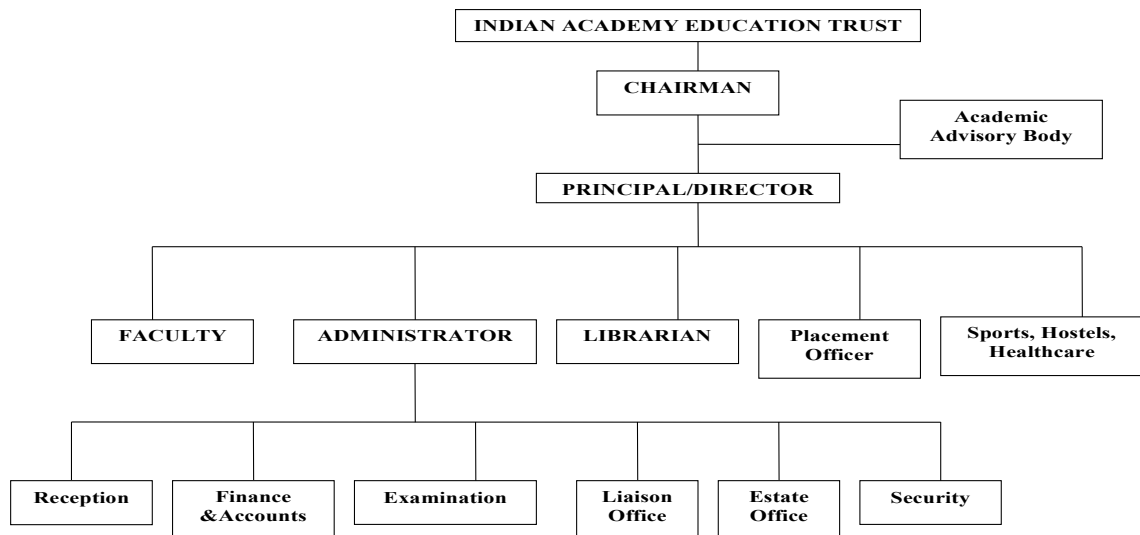 INDIAN ACADEMY EDUCATION TRUST
CHAIRMAN
Academic
Advisory Body
PRINCIPAL/DIRECTOR
FACULTY
ADMINISTRATOR
LIBRARIAN
Placement
Officer
Sports, Hostels,
Healthcare
Reception
Finance
&Accounts
Examination
Liaison
Office
Estate
Office
Security